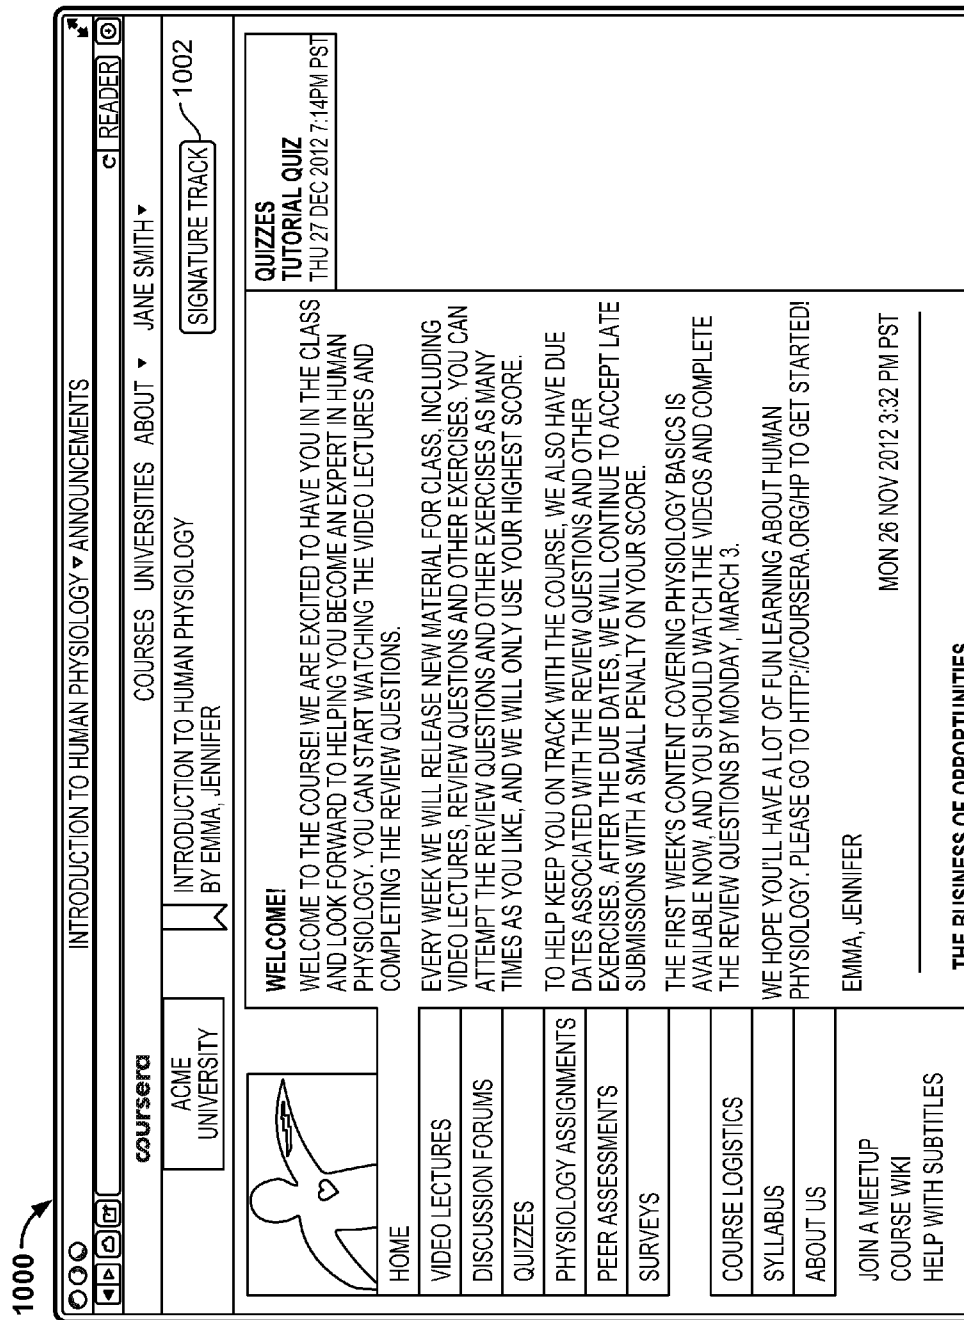 1000
INTRODUCTION TO HUMAN PHYSIOLOGY ▿ ANNOUNCEMENTS
READER
coursera
COURSES UNIVERSITIES ABOUT ▾ JANE SMITH ▾
ACME
UNIVERSITY
INTRODUCTION TO HUMAN PHYSIOLOGY
BY EMMA, JENNIFER
SIGNATURE TRACK
1002
HOME
VIDEO LECTURES
DISCUSSION FORUMS
QUIZZES
PHYSIOLOGY ASSIGNMENTS
PEER ASSESSMENTS
SURVEYS
COURSE LOGISTICS
SYLLABUS
ABOUT US
JOIN A MEETUP
COURSE WIKI
HELP WITH SUBTITLES
WELCOME!
WELCOME TO THE COURSE! WE ARE EXCITED TO HAVE YOU IN THE CLASS
AND LOOK FORWARD TO HELPING YOU BECOME AN EXPERT IN HUMAN
PHYSIOLOGY. YOU CAN START WATCHING THE VIDEO LECTURES AND
COMPLETING THE REVIEW QUESTIONS.
EVERY WEEK WE WILL RELEASE NEW MATERIAL FOR CLASS, INCLUDING
VIDEO LECTURES, REVIEW QUESTIONS AND OTHER EXERCISES. YOU CAN
ATTEMPT THE REVIEW QUESTIONS AND OTHER EXERCISES AS MANY
TIMES AS YOU LIKE, AND WE WILL ONLY USE YOUR HIGHEST SCORE.
TO HELP KEEP YOU ON TRACK WITH THE COURSE, WE ALSO HAVE DUE
DATES ASSOCIATED WITH THE REVIEW QUESTIONS AND OTHER
EXERCISES. AFTER THE DUE DATES, WE WILL CONTINUE TO ACCEPT LATE
SUBMISSIONS WITH A SMALL PENALTY ON YOUR SCORE.
THE FIRST WEEK'S CONTENT COVERING PHYSIOLOGY BASICS IS
AVAILABLE NOW, AND YOU SHOULD WATCH THE VIDEOS AND COMPLETE
THE REVIEW QUESTIONS BY MONDAY, MARCH 3.
WE HOPE YOU'LL HAVE A LOT OF FUN LEARNING ABOUT HUMAN
PHYSIOLOGY. PLEASE GO TO HTTP://COURSERA.ORG/HP TO GET STARTED!
EMMA, JENNIFER
MON 26 NOV 2012 3:32 PM PST
THE BUSINESS OF OPPORTUNITIES
QUIZZES
TUTORIAL QUIZ
THU 27 DEC 2012 7:14PM PST